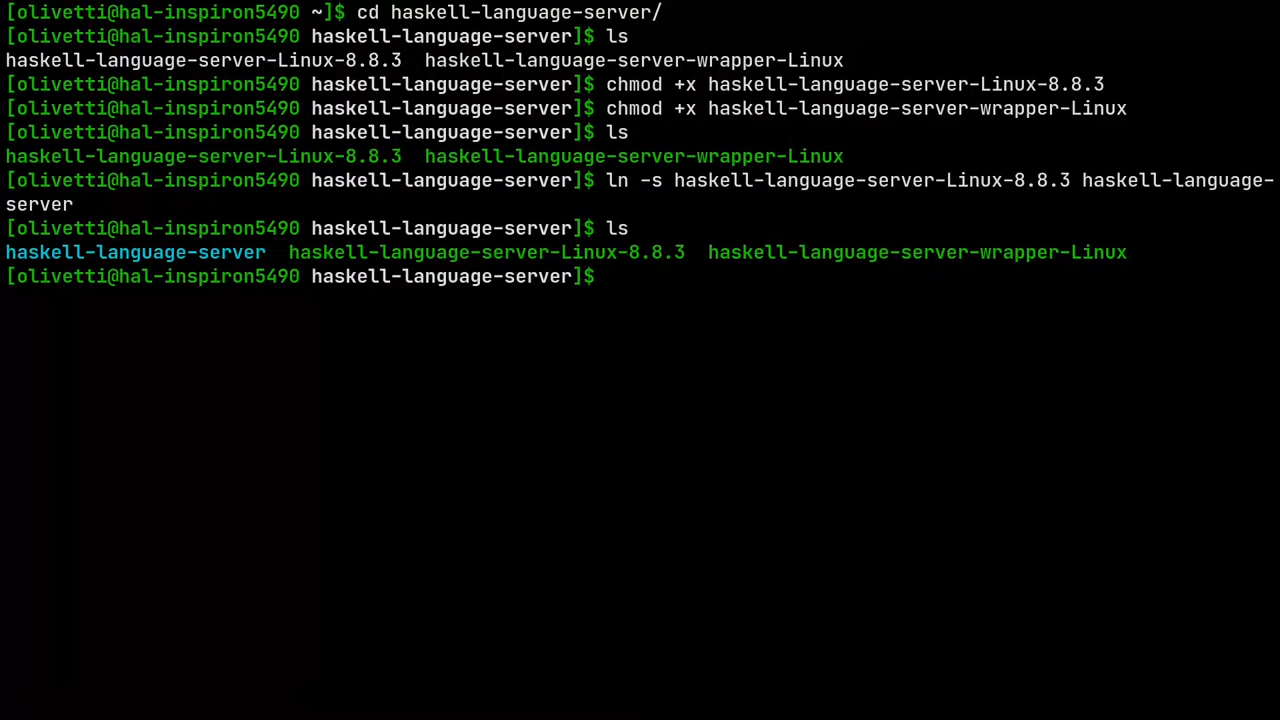 [olivetti@hal-inspiron5490 ~]$ cd haskell-language-server/
[olivetti@hal-inspiron5490 haskell-language-server]$ ls
haskell-language-server-Linux-8.8.3  haskell-language-server-wrapper-Linux
[olivetti@hal-inspiron5490 haskell-language-server]$ chmod +x haskell-language-server-Linux-8.8.3
[olivetti@hal-inspiron5490 haskell-language-server]$ chmod +x haskell-language-server-wrapper-Linux
[olivetti@hal-inspiron5490 haskell-language-server]$ ls
haskell-language-server-Linux-8.8.3  haskell-language-server-wrapper-Linux
[olivetti@hal-inspiron5490 haskell-language-server]$ ln -s haskell-language-server-Linux-8.8.3 haskell-language-
server
[olivetti@hal-inspiron5490 haskell-language-server]$ ls
haskell-language-server  haskell-language-server-Linux-8.8.3  haskell-language-server-wrapper-Linux
[olivetti@hal-inspiron5490 haskell-language-server]$